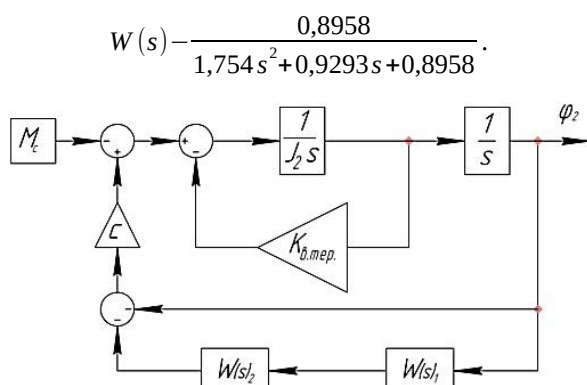 W(s)−0,8958/1,754s²+0,9293s+0,8958.
φ₂
M_c - + + - 1/J₂s 1/s
C K_в.тер.
- -
W(s)₂ W(s)₁